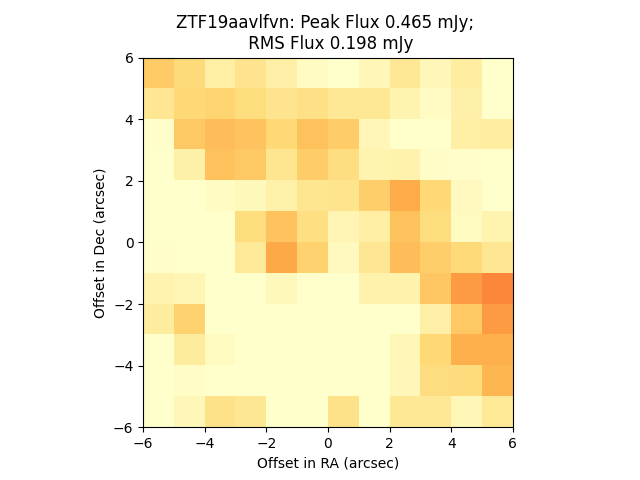 ZTF19aavlfvn: Peak Flux 0.465 mJy;
RMS Flux 0.198 mJy
6
4
2
0
−2
−4
−6
Offset in Dec (arcsec)
−6 −4 −2 0 2 4 6
Offset in RA (arcsec)